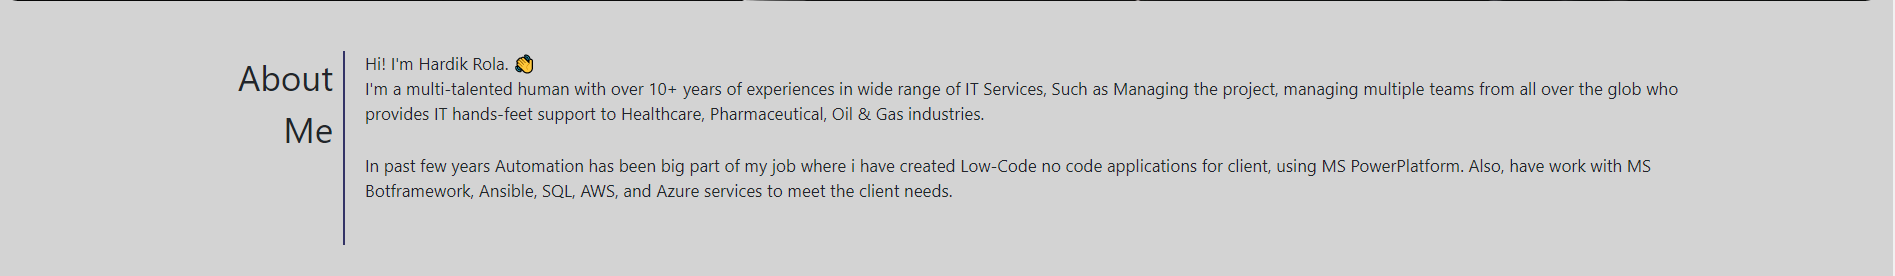 About
Me
Hi! I'm Hardik Rola. 👋
I'm a multi-talented human with over 10+ years of experiences in wide range of IT Services, Such as Managing the project, managing multiple teams from all over the glob who
provides IT hands-feet support to Healthcare, Pharmaceutical, Oil & Gas industries.
In past few years Automation has been big part of my job where i have created Low-Code no code applications for client, using MS PowerPlatform. Also, have work with MS
Botframework, Ansible, SQL, AWS, and Azure services to meet the client needs.